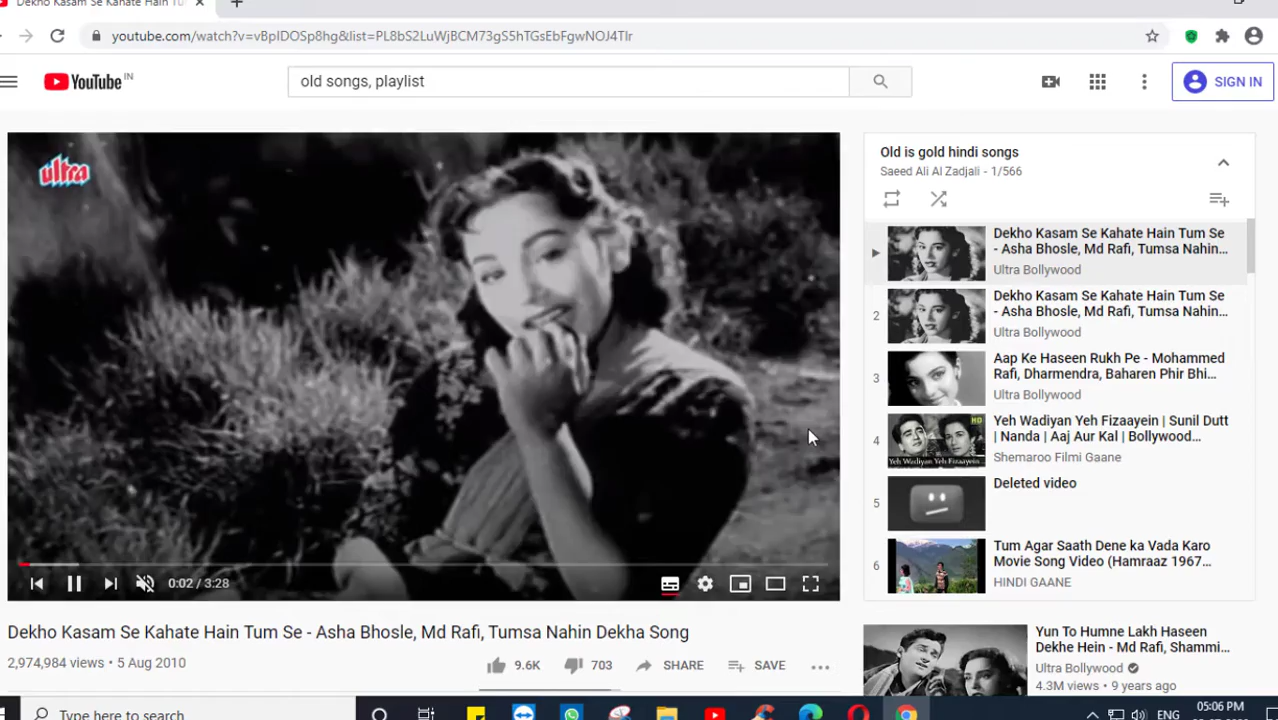 Dekho Kasam Se Kahate Hain Tum
youtube.com/watch?v=vBpIDOSp8hg&list=PL8bS2LuWjBCM73gS5hTGsEbFgwNOJ4TIr
YouTube IN
old songs, playlist
SIGN IN
ultra
Old is gold hindi songs
Saeed Ali Al Zadjali - 1/566
Dekho Kasam Se Kahate Hain Tum Se
- Asha Bhosle, Md Rafi, Tumsa Nahin...
Ultra Bollywood
2
Dekho Kasam Se Kahate Hain Tum Se
- Asha Bhosle, Md Rafi, Tumsa Nahin...
Ultra Bollywood
3
Aap Ke Haseen Rukh Pe - Mohammed
Rafi, Dharmendra, Baharen Phir Bhi...
Ultra Bollywood
4
HD
Yeh Wadiyan Yeh Fizaayein...
Yeh Wadiyan Yeh Fizaayein | Sunil Dutt
| Nanda | Aaj Aur Kal | Bollywood...
Shemaroo Filmi Gaane
5
Deleted video
6
Tum Agar Saath Dene ka Vada Karo
Movie Song Video (Hamraaz 1967...
HINDI GAANE
0:02 / 3:28
Dekho Kasam Se Kahate Hain Tum Se - Asha Bhosle, Md Rafi, Tumsa Nahin Dekha Song
2,974,984 views • 5 Aug 2010
9.6K
703
SHARE
SAVE
Yun To Humne Lakh Haseen
Dekhe Hein - Md Rafi, Shammi...
Ultra Bollywood
4.3M views • 9 years ago
Type here to search
ENG
05:06 PM